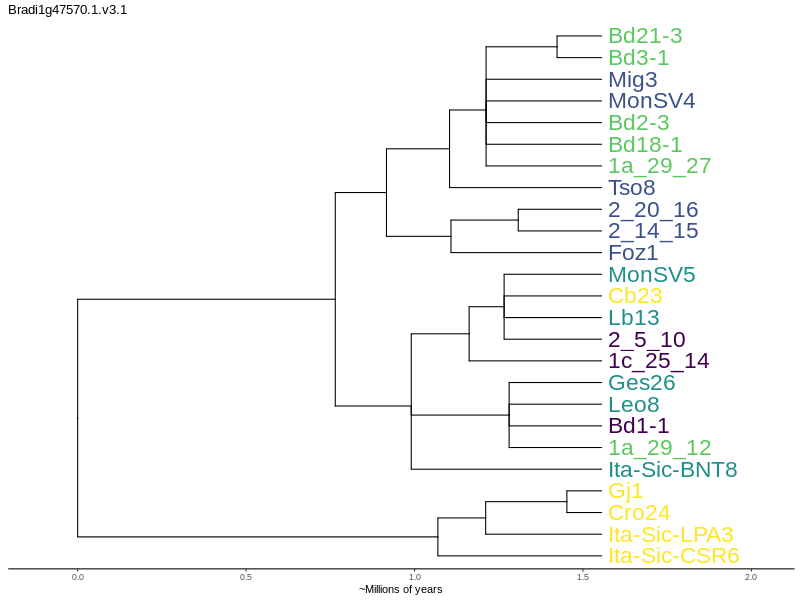 Bradi1g47570.1.v3.1
Bd21-3
Bd3-1
Mig3
MonSV4
Bd2-3
Bd18-1
1a_29_27
Tso8
2_20_16
2_14_15
Foz1
MonSV5
Cb23
Lb13
2_5_10
1c_25_14
Ges26
Leo8
Bd1-1
1a_29_12
Ita-Sic-BNT8
Gj1
Cro24
Ita-Sic-LPA3
Ita-Sic-CSR6
0.0 0.5 1.0 1.5 2.0
~Millions of years